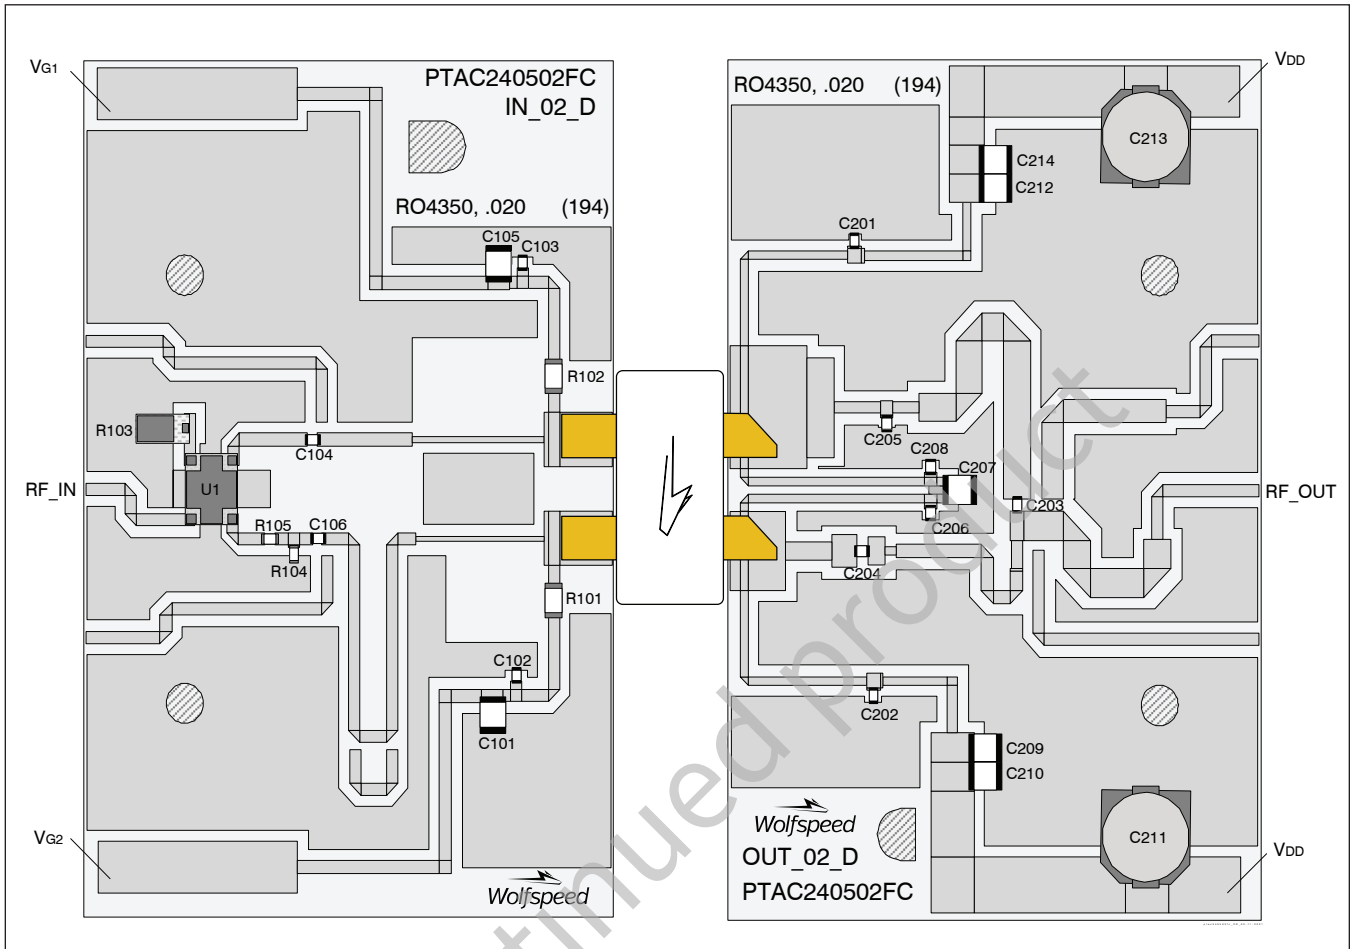 VG1
PTAC240502FC
IN_02_D
RO4350, .020 (194)
C105
C103
R102
R103
C104
U1
RF_IN
R105
C106
R104
R101
C102
C101
VG2
Wolfspeed
RO4350, .020 (194)
VDD
C213
C214
C212
C201
C205
C208
C207
C203
RF_OUT
C206
C204
C202
C209
C210
Wolfspeed
C211
OUT_02_D
VDD
PTAC240502FC
tinued product